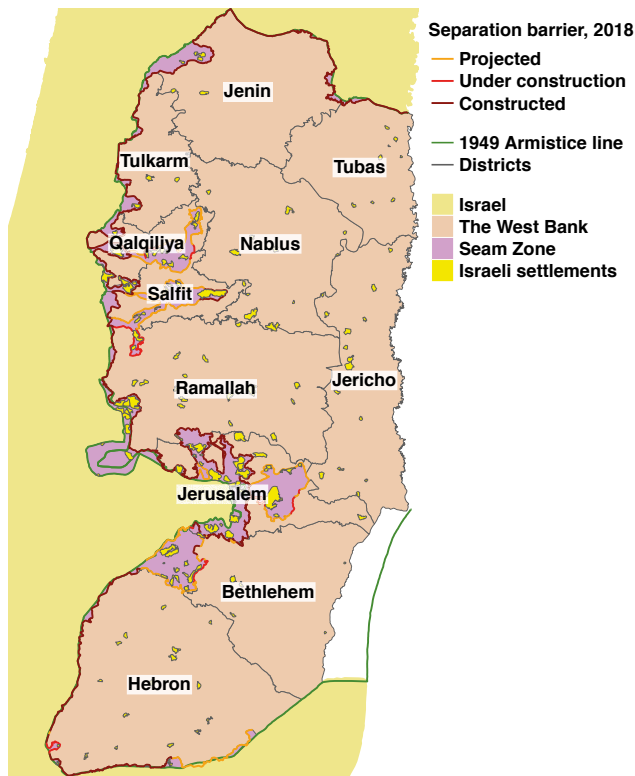 Separation barrier, 2018
Projected
Under construction
Constructed
1949 Armistice line
Districts
Israel
The West Bank
Seam Zone
Israeli settlements
Jenin
Tulkarm
Tubas
Qalqiliya
Nablus
Salfit
Ramallah
Jericho
Jerusalem
Bethlehem
Hebron